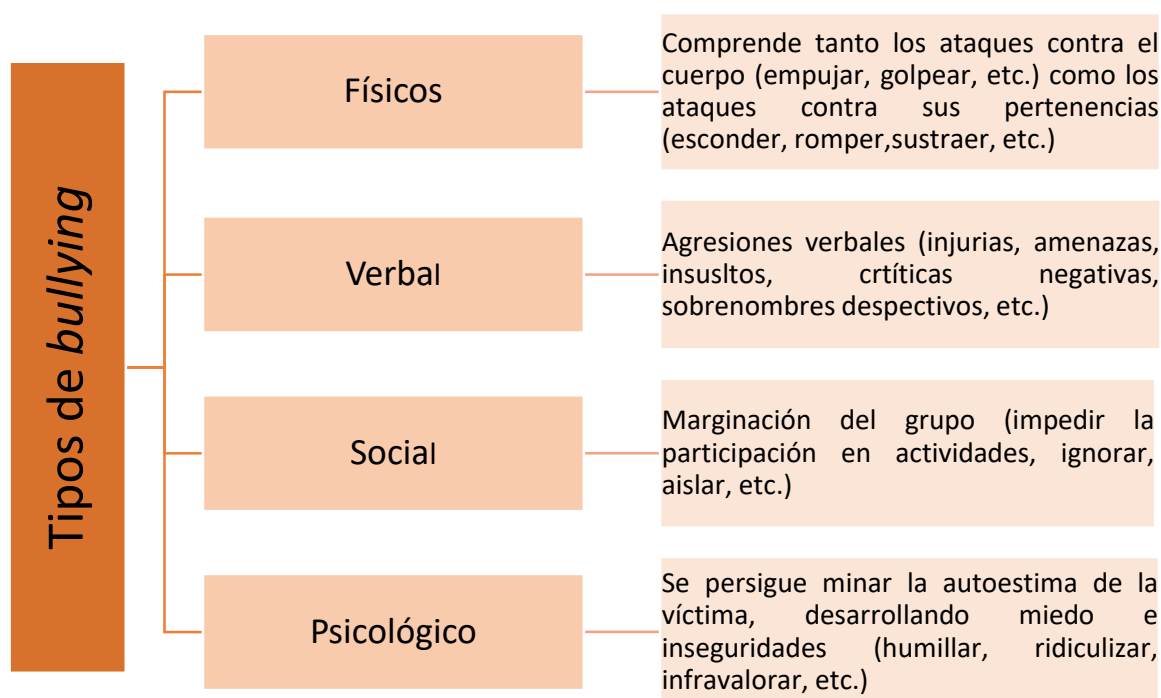 Tipos de bullying
Físicos
Comprende tanto los ataques contra el
cuerpo (empujar, golpear, etc.) como los
ataques contra sus pertenencias
(esconder, romper,sustraer, etc.)
Verbal
Agresiones verbales (injurias, amenazas,
insusltos, crtíticas negativas,
sobrenombres despectivos, etc.)
Social
Marginación del grupo (impedir la
participación en actividades, ignorar,
aislar, etc.)
Psicológico
Se persigue minar la autoestima de la
víctima, desarrollando miedo e
inseguridades (humillar, ridiculizar,
infravalorar, etc.)